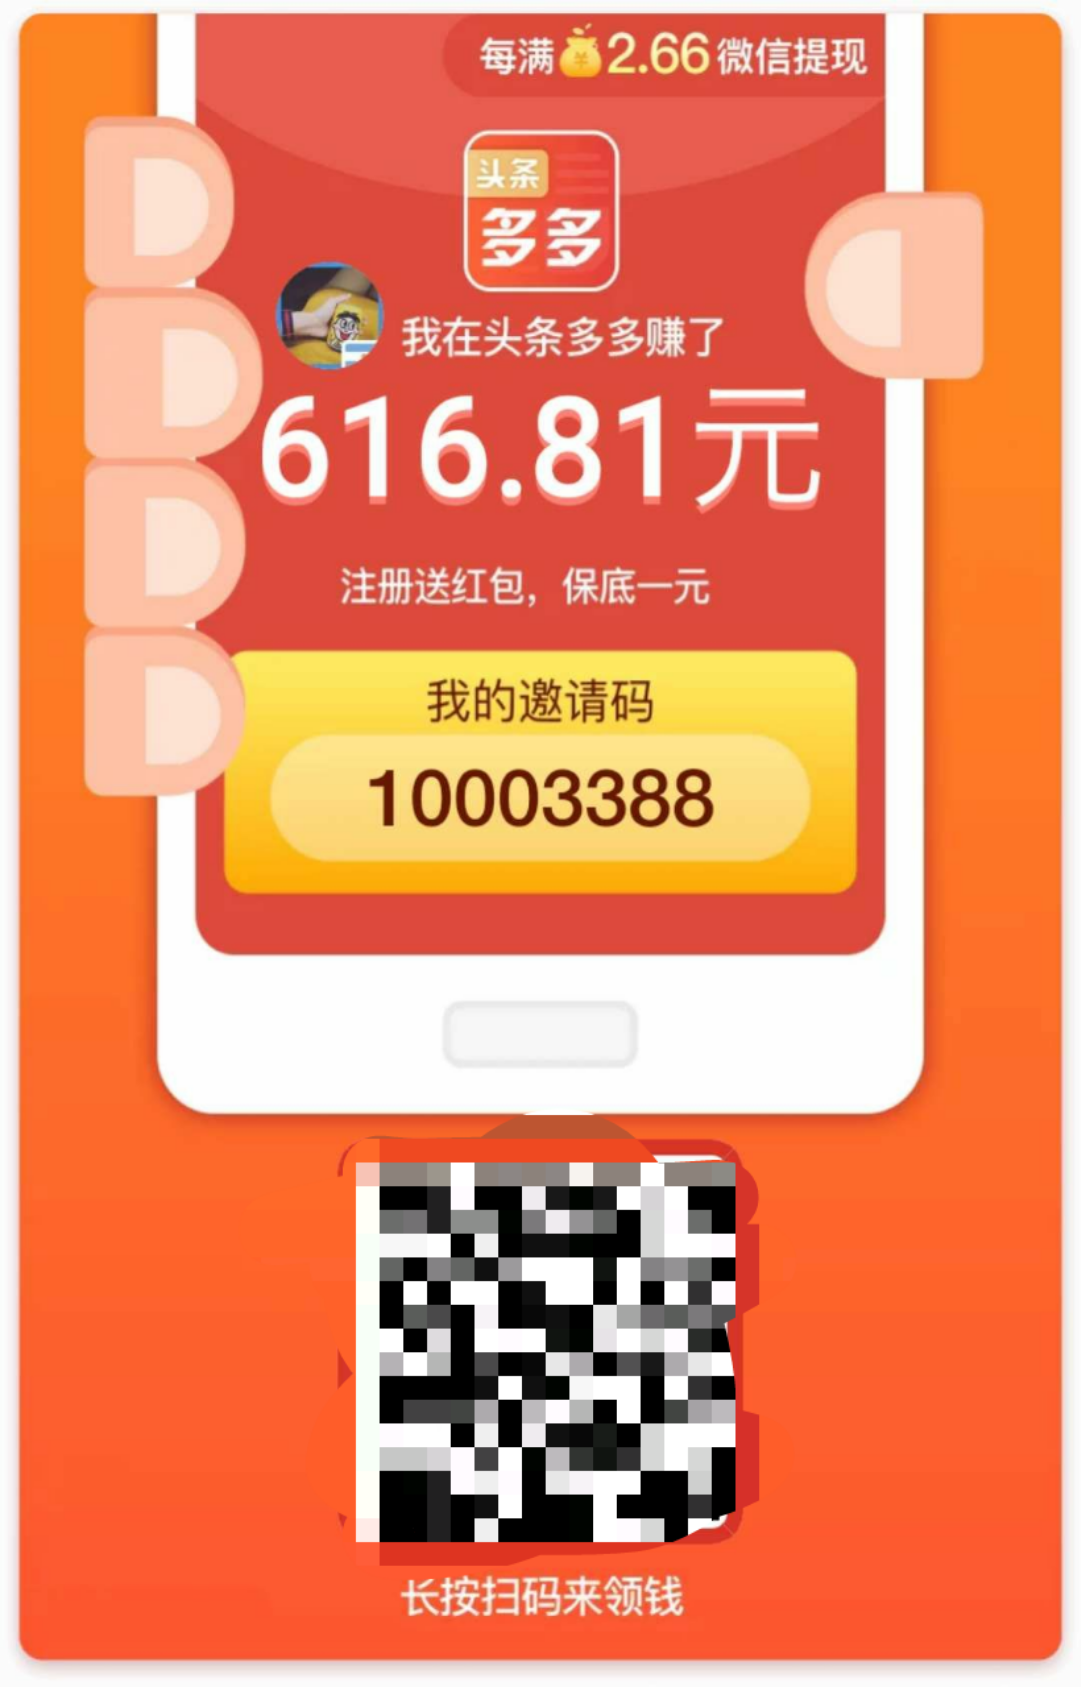 每满2.66微信提现
头条
多多
我在头条多多赚了
616.81元
注册送红包，保底一元
我的邀请码
10003388
长按扫码来领钱